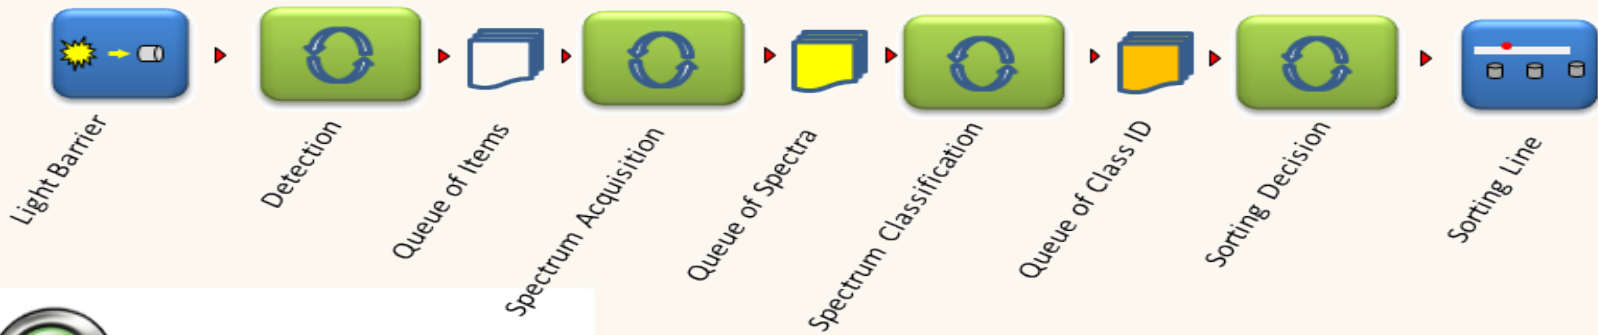 Light Barrier
Detection
Queue of Items
Spectrum Acquisition
Queue of Spectra
Spectrum Classification
Queue of Class ID
Sorting Decision
Sorting Line